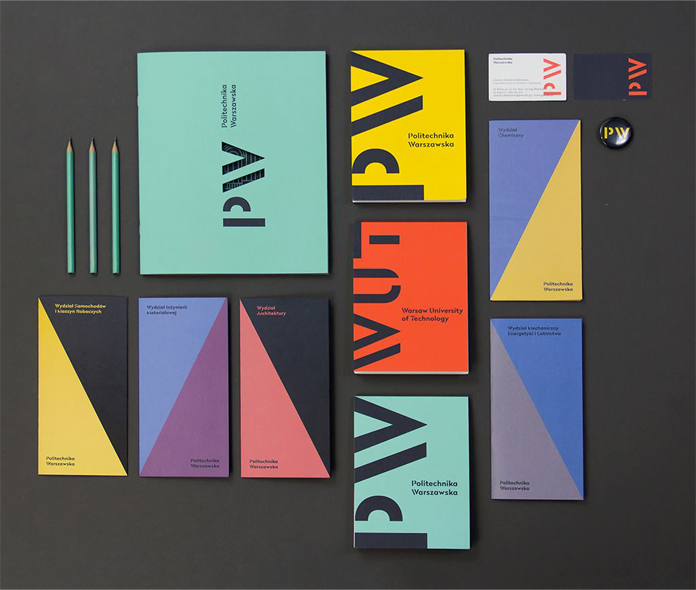 PW
Politechnika
Warszawska
PW
Politechnika
Warszawska
Politechnika
Warszawska
PW
PW
PW
Wydział
Chemiczny
Politechnika
Warszawska
WUT
Warsaw University
of Technology
Wydział Samochodów
i Maszyn Roboczych
Politechnika
Warszawska
Wydział Inżynierii
Materiałowej
Politechnika
Warszawska
Wydział
Architektury
Politechnika
Warszawska
PW
Politechnika
Warszawska
Wydział Mechaniczny
Energetyki i Lotnictwa
Politechnika
Warszawska